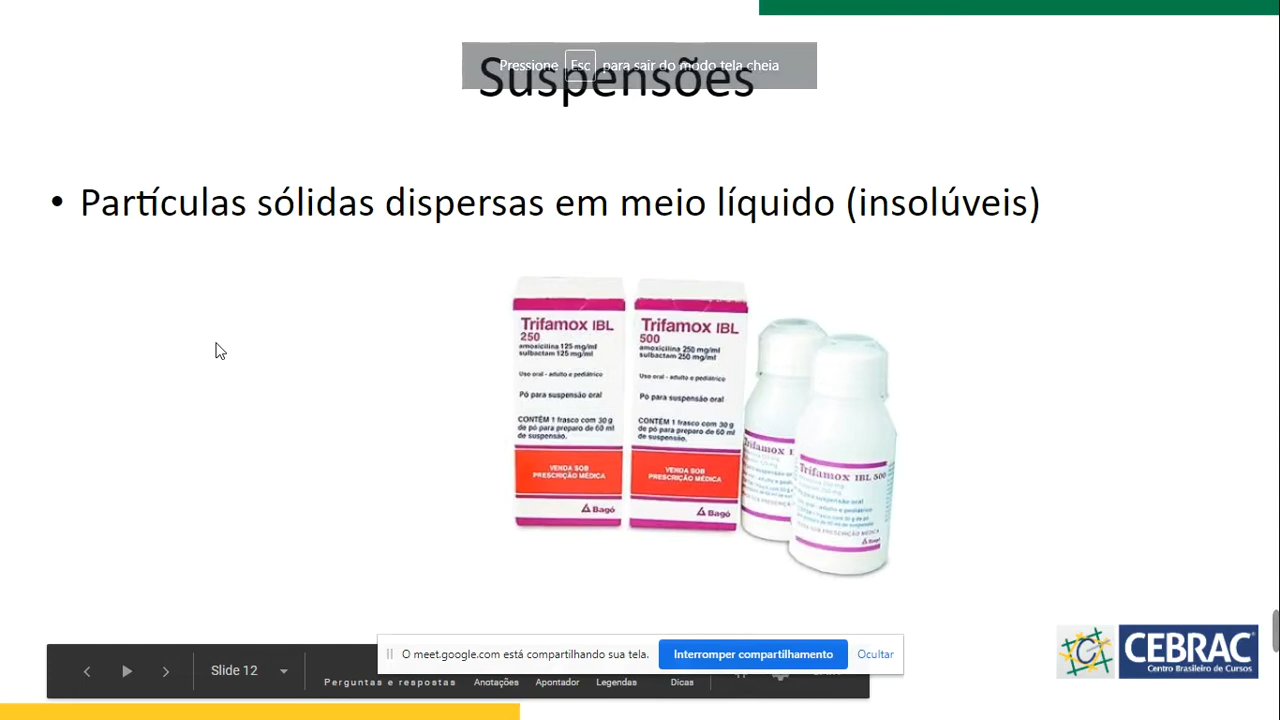 Pressione Esc para sair do modo tela cheia
Suspensões
• Partículas sólidas dispersas em meio líquido (insolúveis)
Trifamox IBL
250
amoxicilina 125 mg/ml
sulbactam 125 mg/ml
Uso oral - adulto e pediátrico
Pó para suspensão oral
CONTÉM 1 frasco com 30 g
de pó para preparo de 60 ml
de suspensão.
VENDA SOB
PRESCRIÇÃO MÉDICA
Bagó
Trifamox IBL
500
amoxicilina 250 mg/ml
sulbactam 250 mg/ml
Uso oral - adulto e pediátrico
Pó para suspensão oral
CONTÉM 1 frasco com 30 g
de pó para preparo de 60 ml
de suspensão.
VENDA SOB
PRESCRIÇÃO MÉDICA
Bagó
Trifamox
Trifamox IBL 500
Bagó
CEBRAC
Centro Brasileiro de Cursos
O meet.google.com está compartilhando sua tela.
Interromper compartilhamento
Ocultar
Slide 12
Perguntas e respostas
Anotações
Apontador
Legendas
Dicas